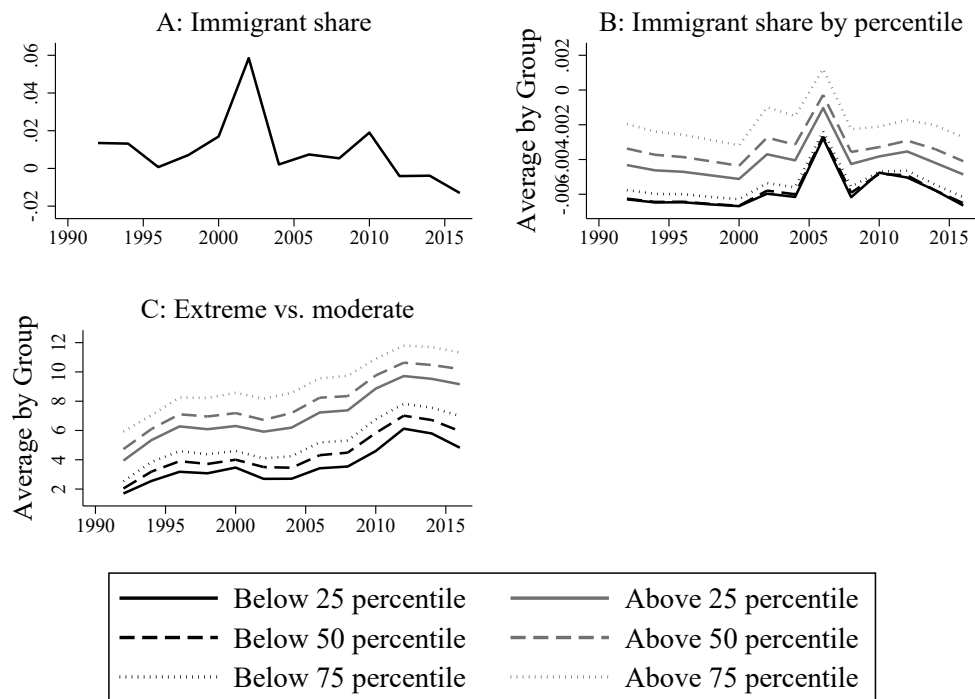 A: Immigrant share
.06
.04
.02
0
-.02
1990 1995 2000 2005 2010 2015
B: Immigrant share by percentile
Average by Group
.002
0
-.006-.004-.002
1990 1995 2000 2005 2010 2015
C: Extreme vs. moderate
Average by Group
12
10
8
6
4
2
1990 1995 2000 2005 2010 2015
Below 25 percentile Above 25 percentile
Below 50 percentile Above 50 percentile
Below 75 percentile Above 75 percentile